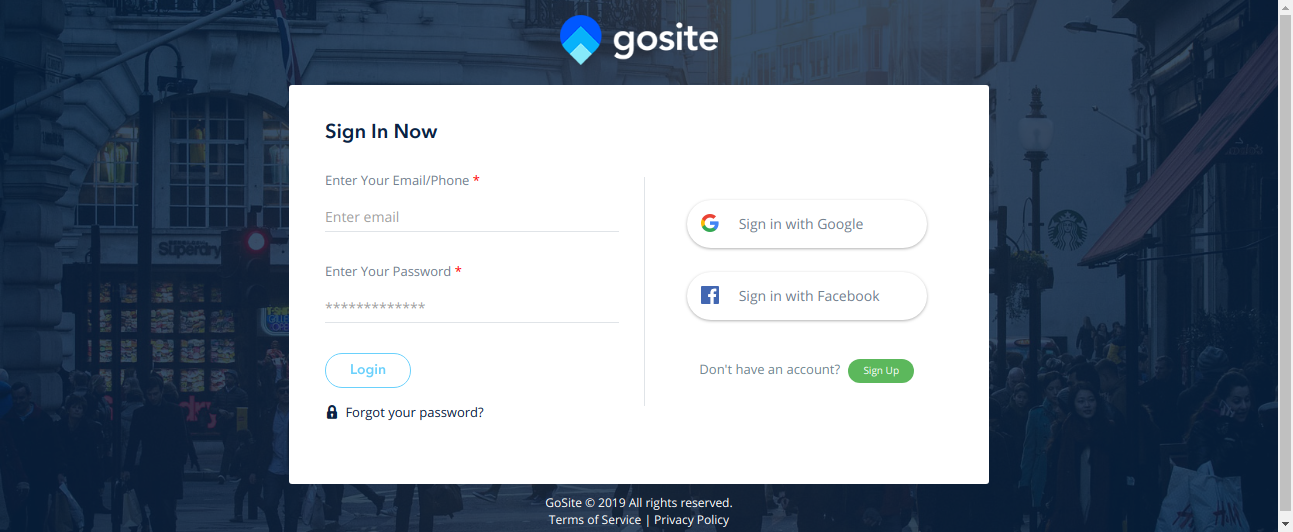 gosite
Sign In Now
Enter Your Email/Phone *
Enter email
Enter Your Password *
*************
Login
Forgot your password?
Sign in with Google
Sign in with Facebook
Don't have an account? Sign Up
Superdry
GoSite © 2019 All rights reserved.
Terms of Service | Privacy Policy